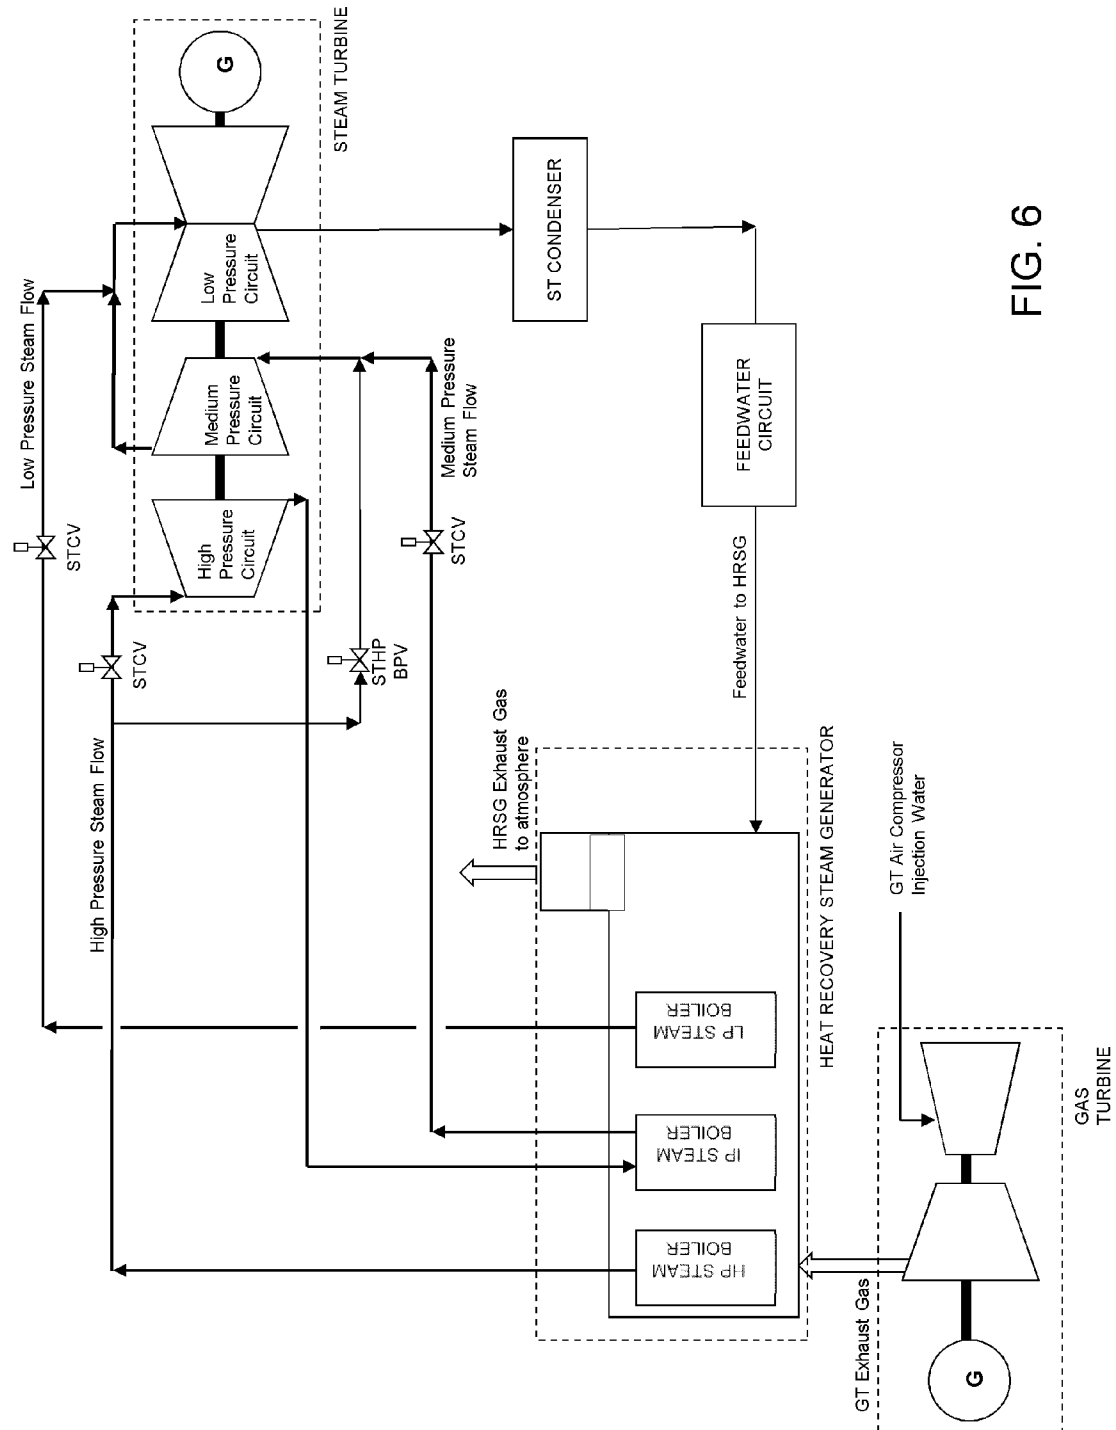 Low Pressure Steam Flow
STCV
High Pressure Steam Flow
STCV
G
Low
Pressure
Circuit
Medium
Pressure
Circuit
High
Pressure
Circuit
STEAM TURBINE
STHP
BPV
Medium Pressure
Steam Flow
STCV
ST CONDENSER
FEEDWATER
CIRCUIT
Feedwater to HRSG
HRSG Exhaust Gas
to atmosphere
LP STEAM
BOILER
IP STEAM
BOILER
HP STEAM
BOILER
HEAT RECOVERY STEAM GENERATOR
GT Air Compressor
Injection Water
GT Exhaust Gas
G
GAS
TURBINE
FIG. 6